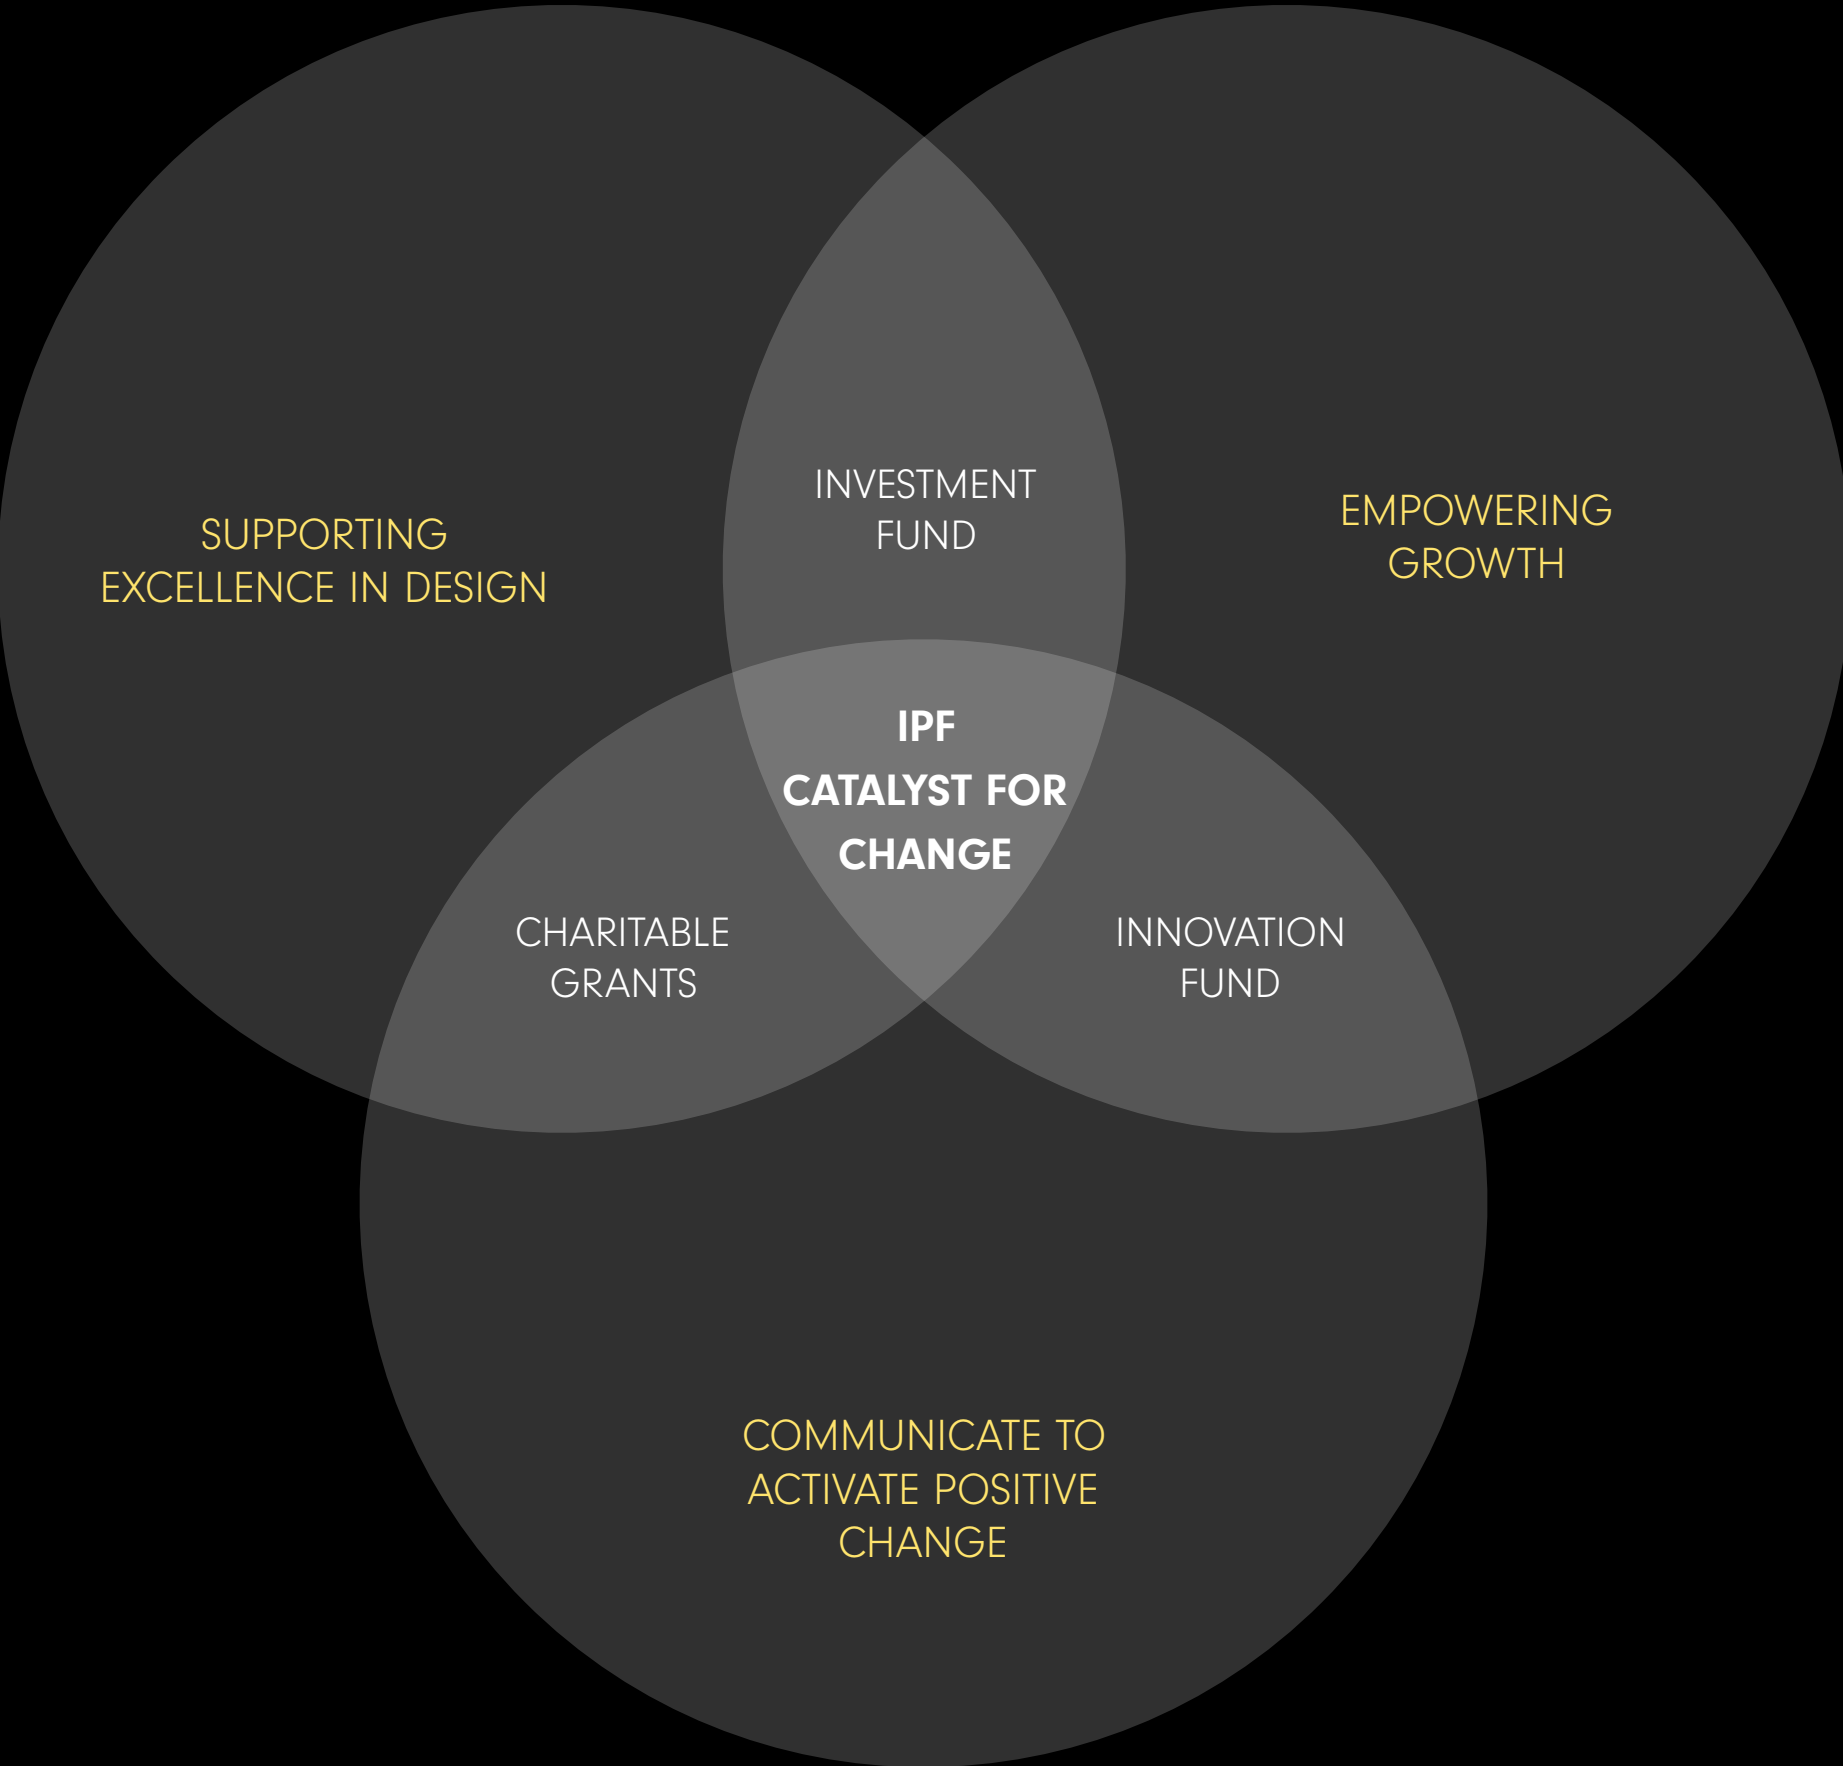 INVESTMENT
FUND
SUPPORTING
EXCELLENCE IN DESIGN
EMPOWERING
GROWTH
IPF
CATALYST FOR
CHANGE
CHARITABLE
GRANTS
INNOVATION
FUND
COMMUNICATE TO
ACTIVATE POSITIVE
CHANGE